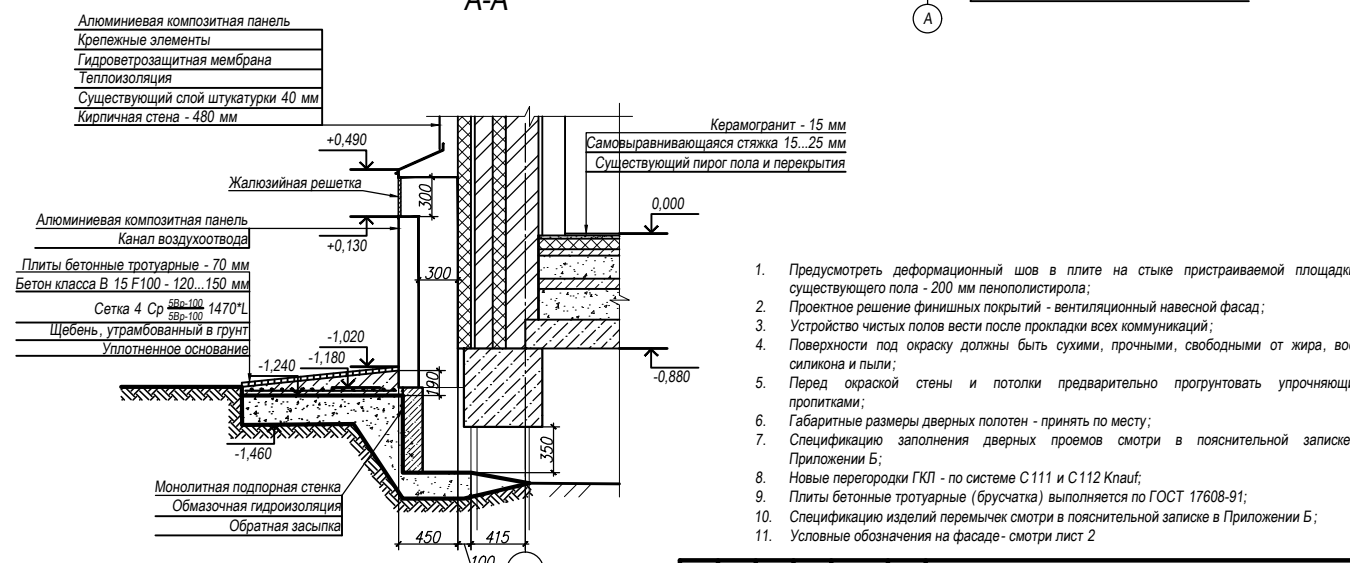 А-А
А
Алюминиевая композитная панель
Крепежные элементы
Гидроветрозащитная мембрана
Теплоизоляция
Существующий слой штукатурки 40 мм
Кирпичная стена - 480 мм
+0,490
Жалюзийная решетка
300
Алюминиевая композитная панель
Канал воздухоотвода
+0,130
Плиты бетонные тротуарные - 70 мм
Бетон класса В 15 F100 - 120...150 мм
Сетка 4 Ср 5Вр-100 1470*L
5Вр-100
Щебень, утрамбованный в грунт
Уплотненное основание
300
-1,020
-1,180
-1,240
190
-1,460
Монолитная подпорная стенка
Обмазочная гидроизоляция
Обратная засыпка
350
450
415
100
Керамогранит - 15 мм
Самовыравнивающаяся стяжка 15...25 мм
Существующий пирог пола и перекрытия
0,000
-0,880
1. Предусмотреть деформационный шов в плите на стыке пристраиваемой площадк
существующего пола - 200 мм пенополистирола;
2. Проектное решение финишных покрытий - вентиляционный навесной фасад;
3. Устройство чистых полов вести после прокладки всех коммуникаций;
4. Поверхности под окраску должны быть сухими, прочными, свободными от жира, вос
силикона и пыли;
5. Перед окраской стены и потолки предварительно прогрунтовать упрочняющи
пропитками;
6. Габаритные размеры дверных полотен - принять по месту;
7. Спецификацию заполнения дверных проемов смотри в пояснительной записке
Приложении Б;
8. Новые перегородки ГКЛ - по системе С111 и С112 Knauf;
9. Плиты бетонные тротуарные (брусчатка) выполняется по ГОСТ 17608-91;
10. Спецификацию изделий перемычек смотри в пояснительной записке в Приложении Б;
11. Условные обозначения на фасаде- смотри лист 2